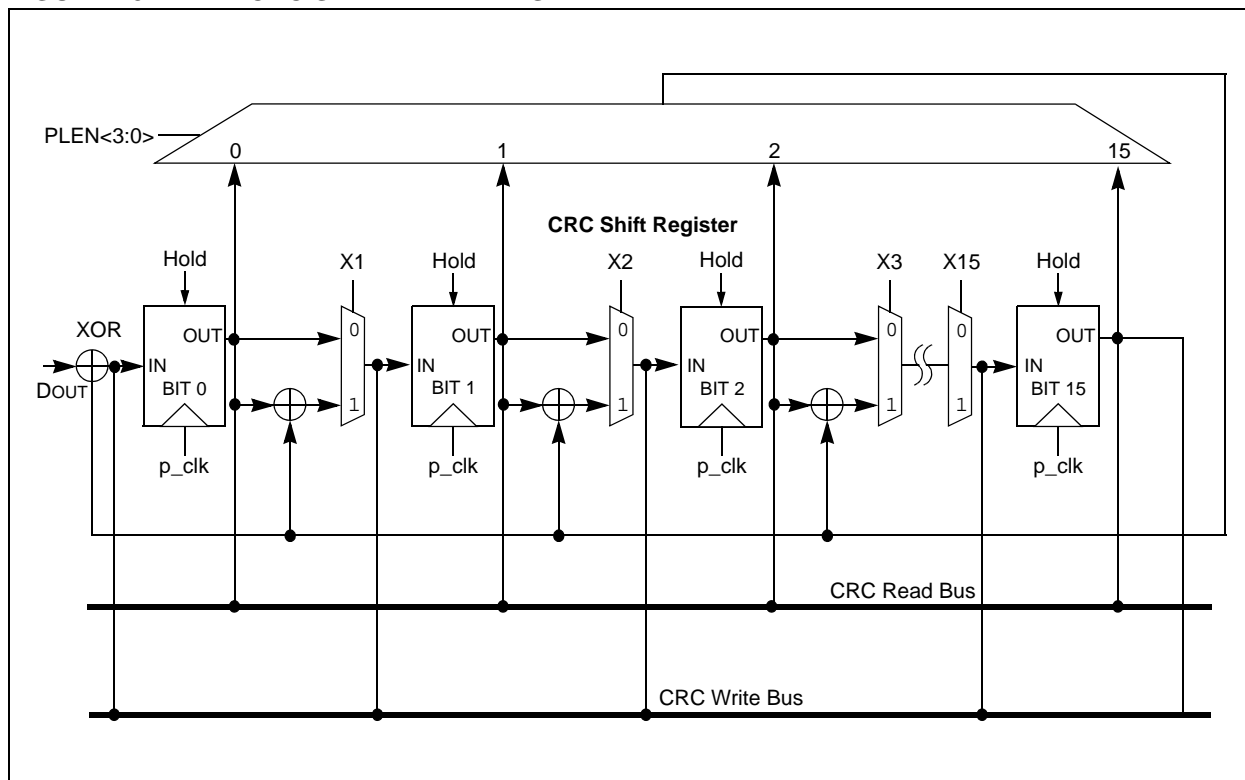 PLEN<3:0>
0 1 2 15
CRC Shift Register
Hold X1 Hold X2 Hold X3 X15 Hold
XOR
OUT 0 OUT 0 OUT 0 0 OUT
IN IN IN IN
DOUT
BIT 0 1 BIT 1 1 BIT 2 1 1 BIT 15
p_clk p_clk p_clk p_clk
CRC Read Bus
CRC Write Bus